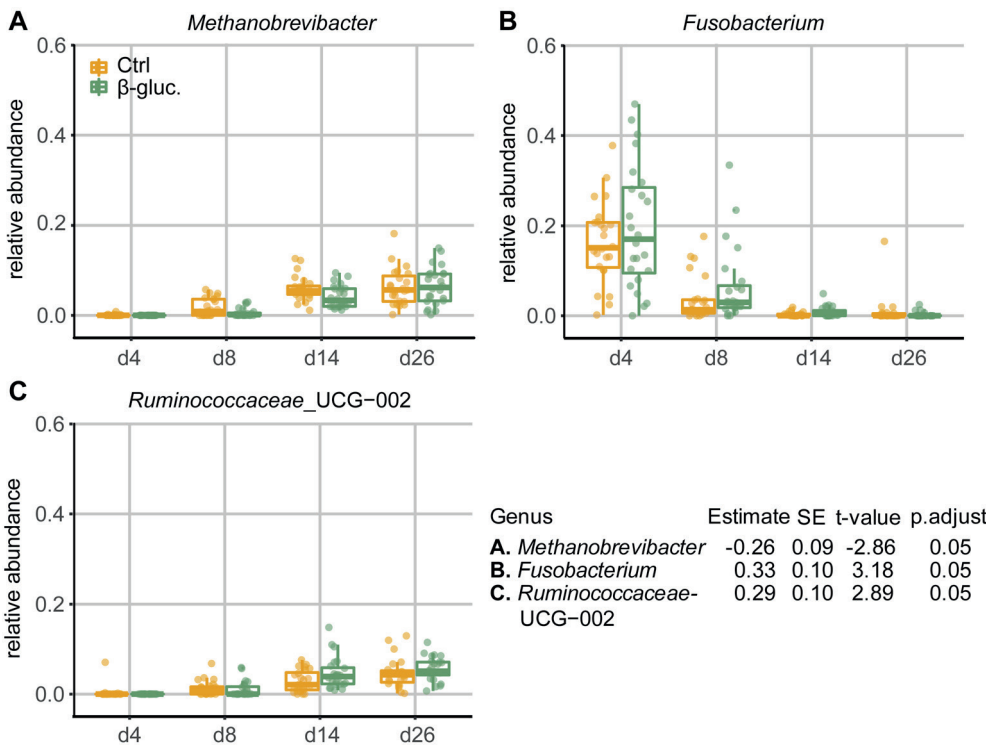 A
Methanobrevibacter
relative abundance
0.6
0.4
0.2
0.0
Ctrl
β-gluc.
d4
d8
d14
d26
B
Fusobacterium
relative abundance
0.6
0.4
0.2
0.0
d4
d8
d14
d26
C
Ruminococcaceae_UCG−002
relative abundance
0.6
0.4
0.2
0.0
d4
d8
d14
d26
Genus Estimate SE t-value p.adjust
A. Methanobrevibacter -0.26 0.09 -2.86 0.05
B. Fusobacterium 0.33 0.10 3.18 0.05
C. Ruminococcaceae- 0.29 0.10 2.89 0.05
UCG-002